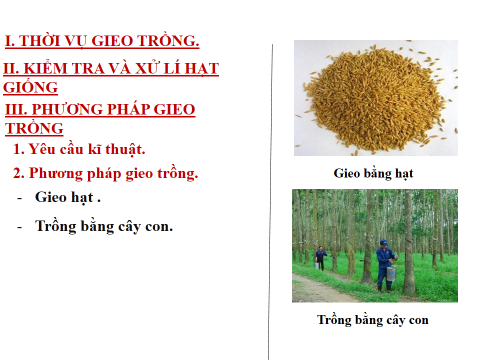 I. THỜI VỤ GIEO TRỒNG.
II. KIỂM TRA VÀ XỬ LÍ HẠT
GIỐNG
III. PHƯƠNG PHÁP GIEO
TRỒNG
1. Yêu cầu kĩ thuật.
2. Phương pháp gieo trồng.
- Gieo hạt .
- Trồng bằng cây con.
Gieo bằng hạt
Trồng bằng cây con